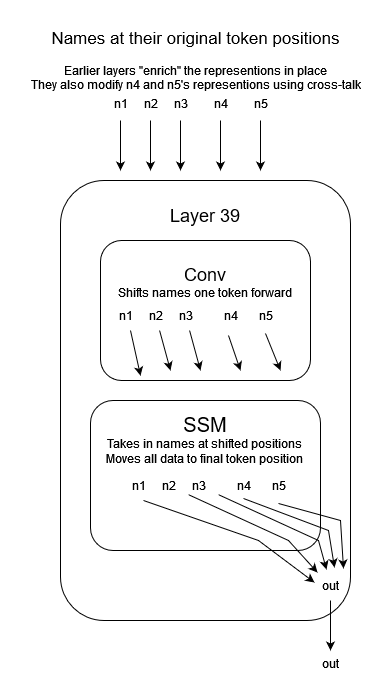 Names at their original token positions
Earlier layers "enrich" the representions in place
They also modify n4 and n5's representions using cross-talk
n1 n2 n3 n4 n5
Layer 39
Conv
Shifts names one token forward
n1 n2 n3 n4 n5
SSM
Takes in names at shifted positions
Moves all data to final token position
n1 n2 n3 n4 n5
out
out